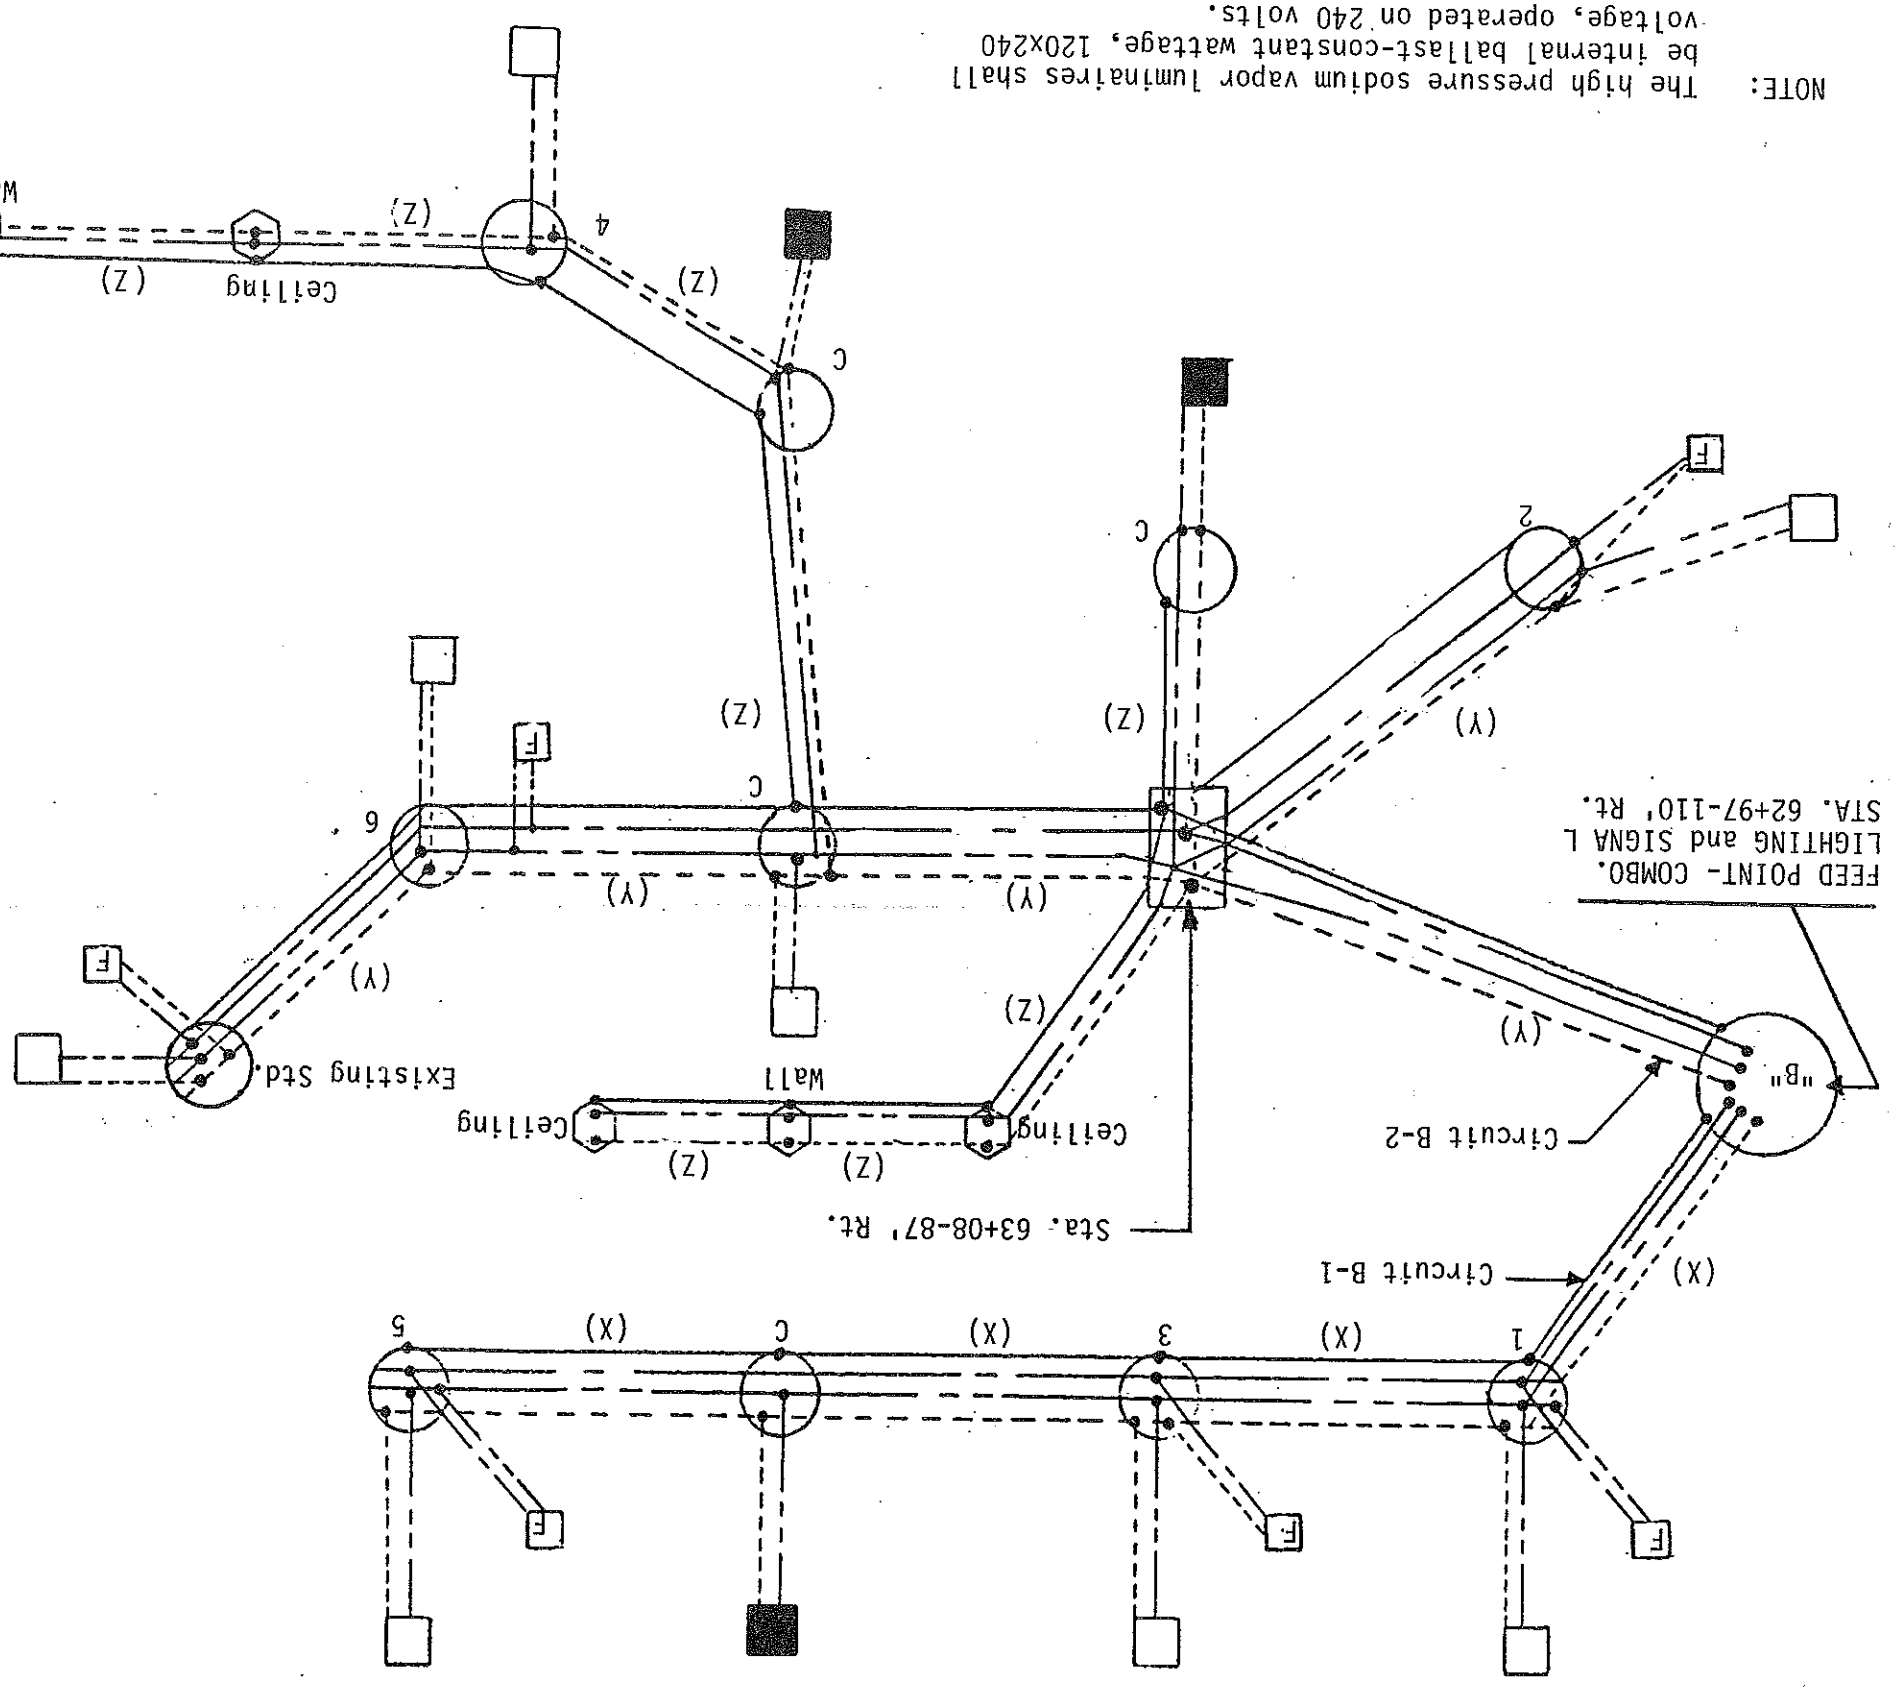 F
F
F
1
(X)
3
(X)
C
(X)
5
(X)
Circuit B-1
Sta. 63+08-87' Rt.
(Z)
(Z)
Circuit B-2
Ceiling
Ceiling
"B"
Wall
Existing Std.
(Y)
(Z)
(Y)
F
FEED POINT- COMBO.
LIGHTING and SIGNA L
STA. 62+97-110' Rt.
(Y)
(Y)
6
C
F
(Y)
(Z)
(Z)
C
2
F
C
(Z)
Ceiling
(Z)
4
(Z)
W
NOTE: The high pressure sodium vapor luminaires shall
be internal ballast-constant wattage, 120x240
voltage, operated on 240 volts.